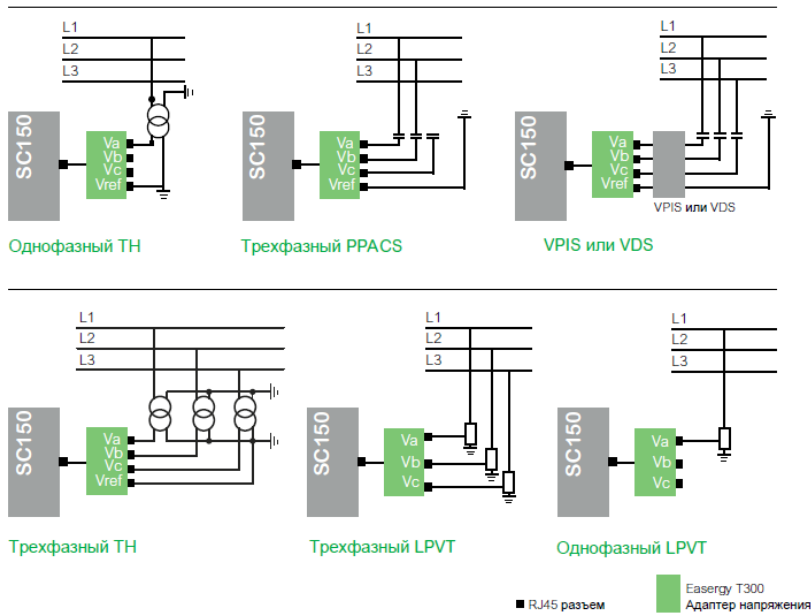 L1
L2
L3
SC150
Va
Vb
Vc
Vref
Однофазный ТН
L1
L2
L3
SC150
Va
Vb
Vc
Vref
Трехфазный PPACS
L1
L2
L3
SC150
Va
Vb
Vc
Vref
VPIS или VDS
VPIS или VDS
L1
L2
L3
SC150
Va
Vb
Vc
Vref
Трехфазный ТН
L1
L2
L3
SC150
Va
Vb
Vc
Трехфазный LPVT
L1
L2
L3
SC150
Va
Vb
Vc
Однофазный LPVT
RJ45 разъем
Easergy T300
Адаптер напряжения